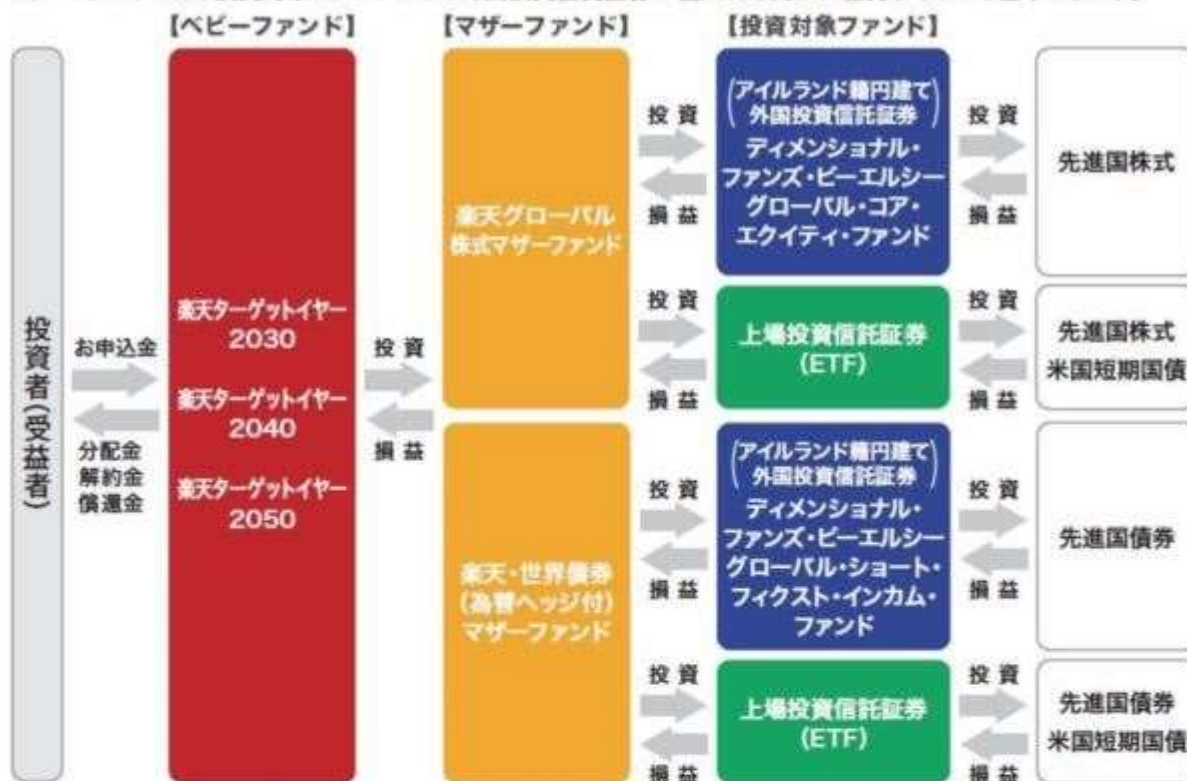 【ベビーファンド】
【マザーファンド】
【投資対象ファンド】
投資者(受益者)
お申込金
分配金
解約金
償還金
楽天ターゲットイヤー
2030
楽天ターゲットイヤー
2040
楽天ターゲットイヤー
2050
投資
損益
楽天グローバル
株式マザーファンド
楽天・世界債券
(為替ヘッジ付)
マザーファンド
投資
損益
(アイルランド籍円建て
外国投資信託証券)
ディメンショナル・
ファンズ・ピーエルシー
グローバル・コア・
エクイティ・ファンド
投資
損益
先進国株式
投資
損益
上場投資信託証券
(ETF)
投資
損益
先進国株式
米国短期国債
投資
損益
(アイルランド籍円建て
外国投資信託証券)
ディメンショナル・
ファンズ・ピーエルシー
グローバル・ショート・
フィクスト・インカム・
ファンド
投資
損益
先進国債券
投資
損益
上場投資信託証券
(ETF)
投資
損益
先進国債券
米国短期国債